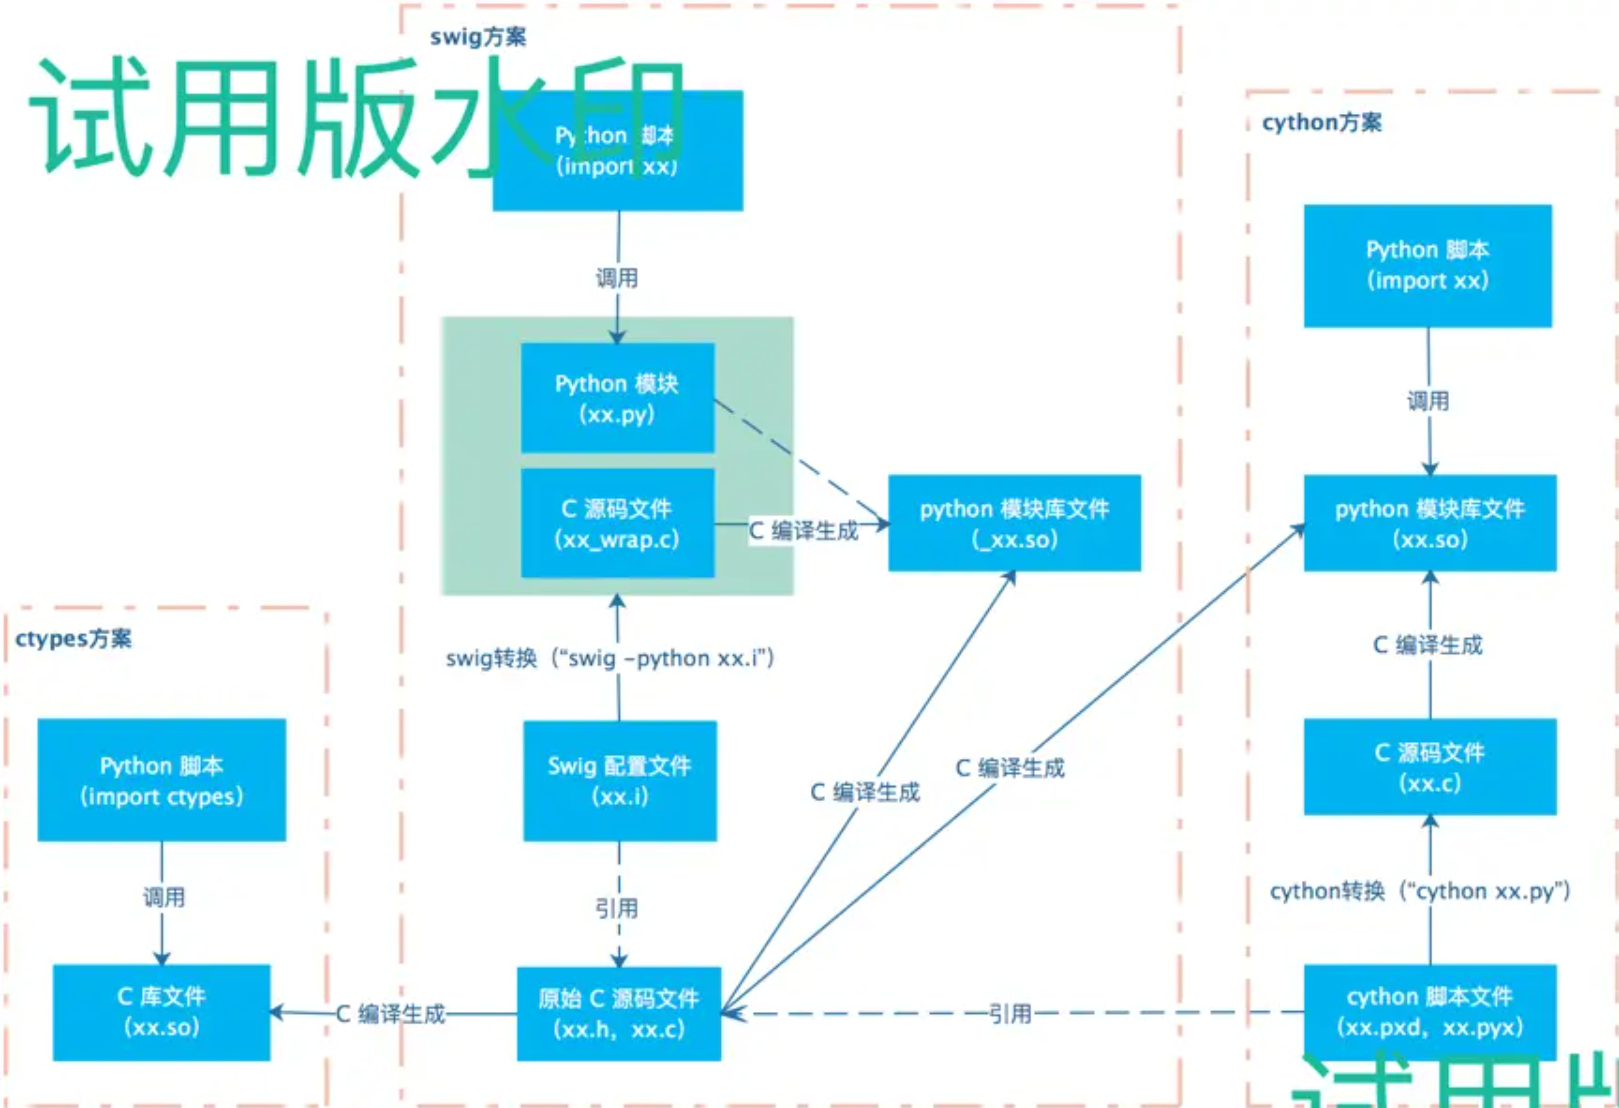 swig方案
试用版水印
Python 脚本
(import xx)
调用
Python 模块
(xx.py)
C 源码文件
(xx_wrap.c)
C 编译生成
python 模块库文件
(_xx.so)
swig转换（“swig -python xx.i”）
Swig 配置文件
(xx.i)
引用
原始 C 源码文件
(xx.h，xx.c)
C 编译生成
C 编译生成
C 编译生成
引用
ctypes方案
Python 脚本
(import ctypes)
调用
C 库文件
(xx.so)
cython方案
Python 脚本
(import xx)
调用
python 模块库文件
(xx.so)
C 编译生成
C 源码文件
(xx.c)
cython转换（“cython xx.py”）
cython 脚本文件
(xx.pxd，xx.pyx)
试用